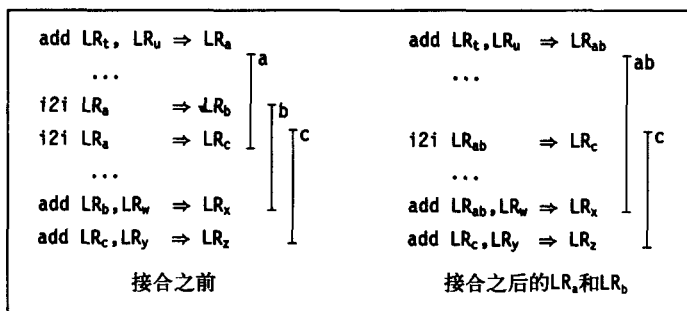 add LRt, LRu ⇒ LRa
a
...
i2i LRa ⇒ LRb
b
i2i LRa ⇒ LRc
c
...
add LRb,LRw ⇒ LRx
add LRc,LRy ⇒ LRz
接合之前
add LRt,LRu ⇒ LRab
ab
...
i2i LRab ⇒ LRc
c
...
add LRab,LRw ⇒ LRx
add LRc,LRy ⇒ LRz
接合之后的LRa和LRb